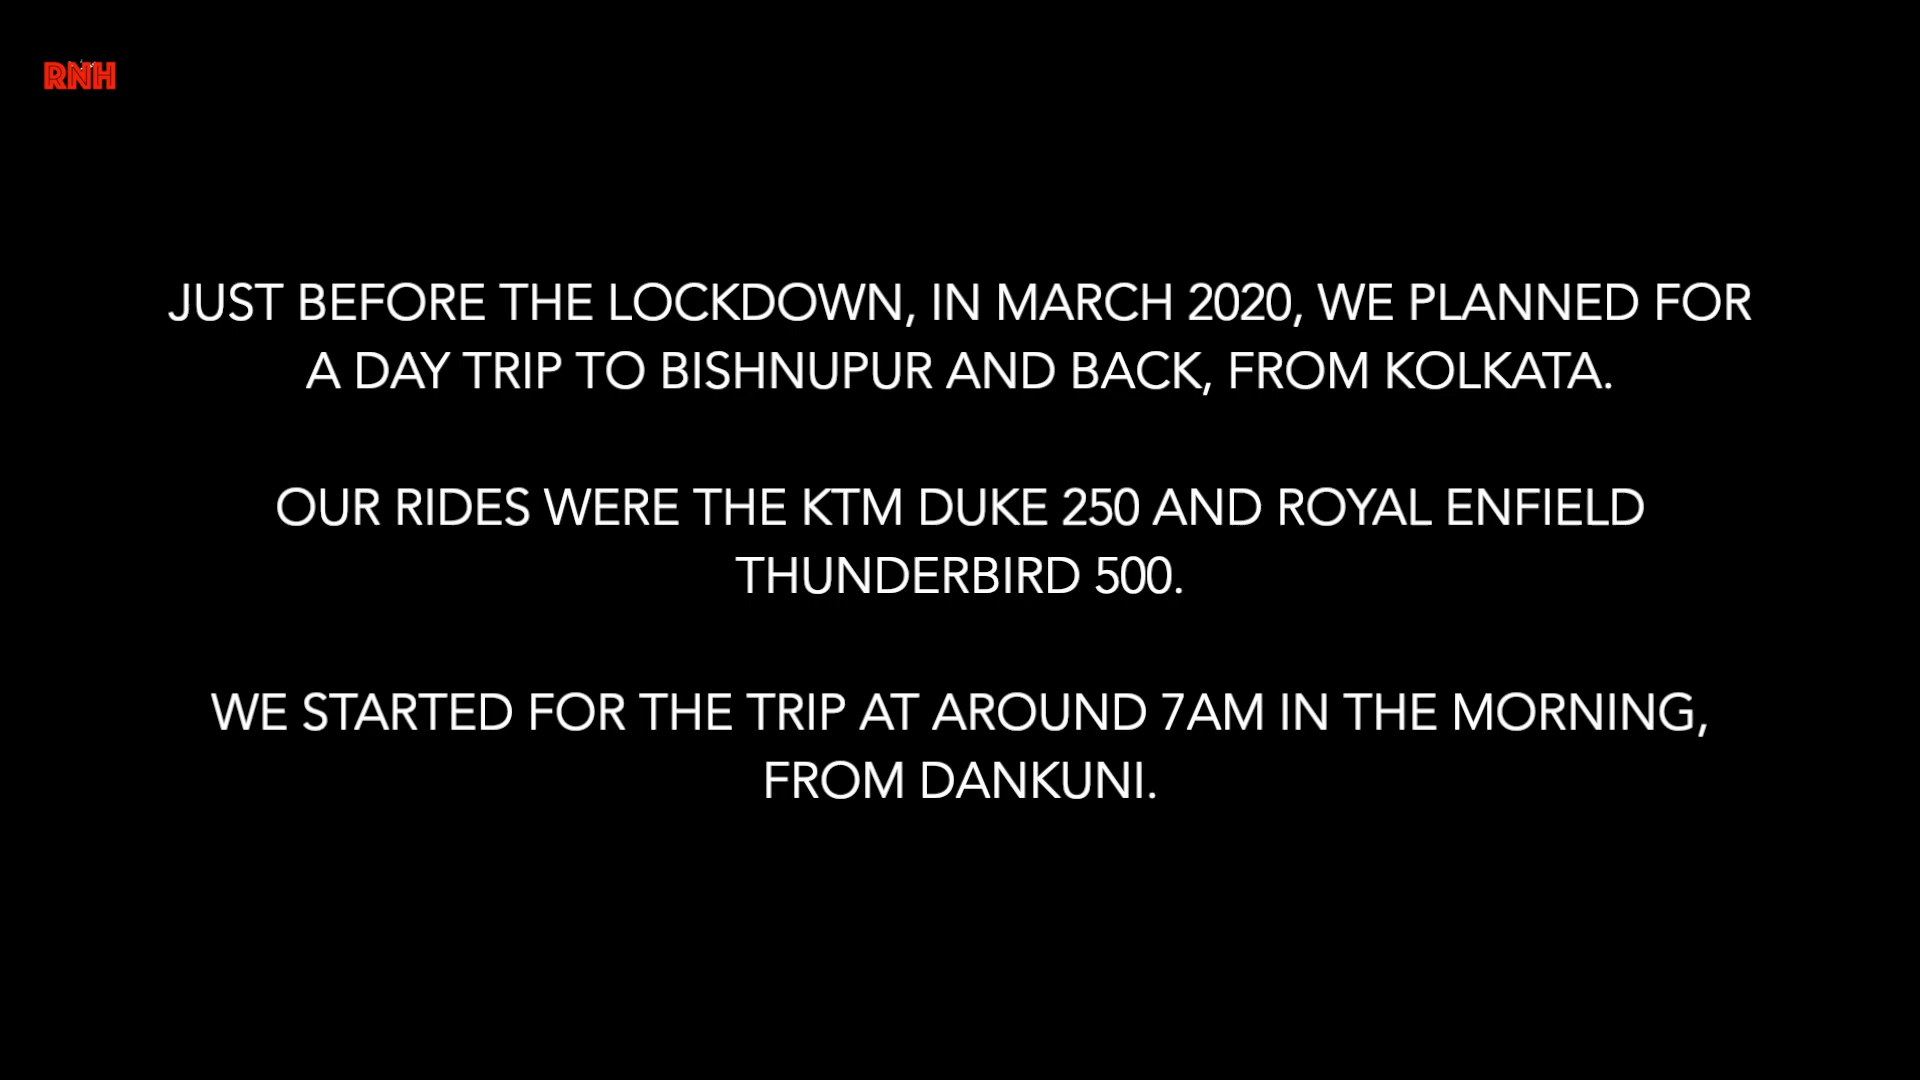 RNH
JUST BEFORE THE LOCKDOWN, IN MARCH 2020, WE PLANNED FOR
A DAY TRIP TO BISHNUPUR AND BACK, FROM KOLKATA.
OUR RIDES WERE THE KTM DUKE 250 AND ROYAL ENFIELD
THUNDERBIRD 500.
WE STARTED FOR THE TRIP AT AROUND 7AM IN THE MORNING,
FROM DANKUNI.